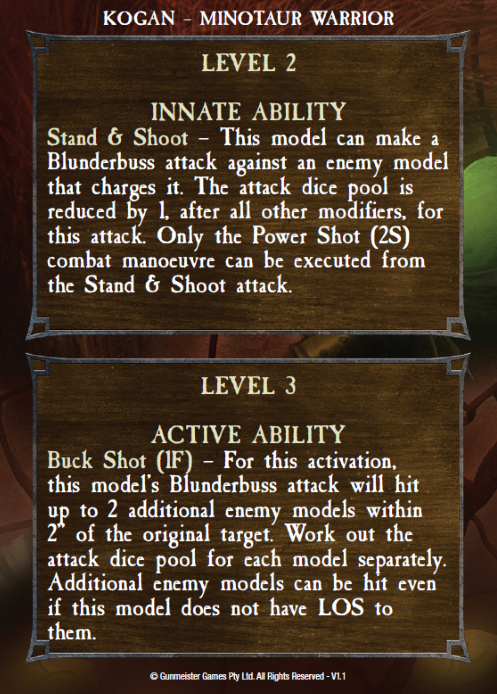 KOGAN – MINOTAUR WARRIOR
LEVEL 2
INNATE ABILITY
Stand & Shoot – This model can make a
Blunderbuss attack against an enemy model
that charges it. The attack dice pool is
reduced by 1, after all other modifiers, for
this attack. Only the Power Shot (2S)
combat manoeuvre can be executed from
the Stand & Shoot attack.
LEVEL 3
ACTIVE ABILITY
Buck Shot (1F) – For this activation,
this model's Blunderbuss attack will hit
up to 2 additional enemy models within
2" of the original target. Work out the
attack dice pool for each model separately.
Additional enemy models can be hit even
if this model does not have LOS to
them.
© Gunmeister Games Pty Ltd. All Rights Reserved - V1.1